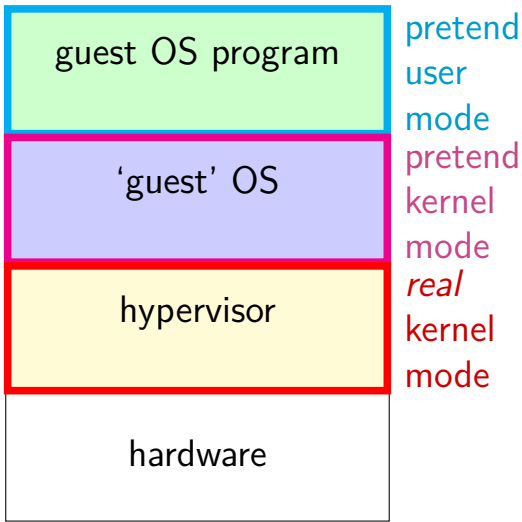 guest OS program
pretend
user
mode
‘guest’ OS
pretend
kernel
mode
hypervisor
real
kernel
mode
hardware